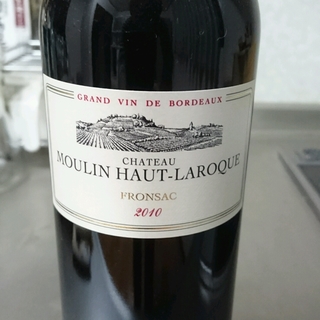 GRAND VIN DE BORDEAUX
CHATEAU
MOULIN HAUT-LAROQUE
FRONSAC
2010